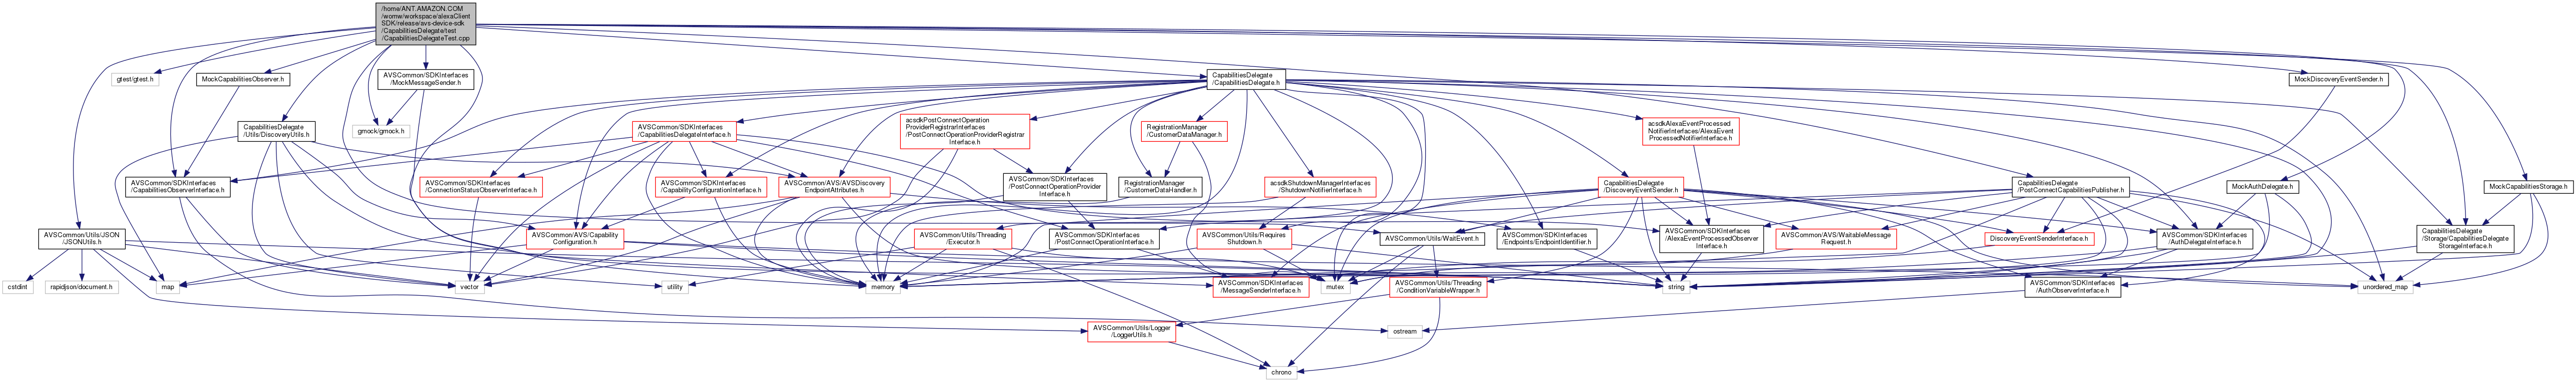 /home/ANT.AMAZON.COM
/womw/workspace/alexaClient
SDK/release/avs-device-sdk
/CapabilitiesDelegate/test
/CapabilitiesDelegateTest.cpp
gtest/gtest.h
MockCapabilitiesObserver.h
AVSCommon/SDKInterfaces
/MockMessageSender.h
CapabilitiesDelegate
/CapabilitiesDelegate.h
MockDiscoveryEventSender.h
CapabilitiesDelegate
/Utils/DiscoveryUtils.h
gmock/gmock.h
AVSCommon/SDKInterfaces
/CapabilitiesDelegateInterface.h
acsdkPostConnectOperation
ProviderRegistrarInterfaces
/PostConnectOperationProviderRegistrar
Interface.h
RegistrationManager
/CustomerDataManager.h
acsdkAlexaEventProcessed
NotifierInterfaces/AlexaEvent
ProcessedNotifierInterface.h
AVSCommon/SDKInterfaces
/CapabilitiesObserverInterface.h
AVSCommon/SDKInterfaces
/ConnectionStatusObserverInterface.h
AVSCommon/SDKInterfaces
/CapabilityConfigurationInterface.h
AVSCommon/AVS/AVSDiscovery
EndpointAttributes.h
AVSCommon/SDKInterfaces
/PostConnectOperationProvider
Interface.h
RegistrationManager
/CustomerDataHandler.h
acsdkShutdownManagerInterfaces
/ShutdownNotifierInterface.h
CapabilitiesDelegate
/DiscoveryEventSender.h
CapabilitiesDelegate
/PostConnectCapabilitiesPublisher.h
MockAuthDelegate.h
MockCapabilitiesStorage.h
AVSCommon/Utils/JSON
/JSONUtils.h
AVSCommon/AVS/Capability
Configuration.h
AVSCommon/Utils/Threading
/Executor.h
AVSCommon/SDKInterfaces
/PostConnectOperationInterface.h
AVSCommon/Utils/Requires
Shutdown.h
AVSCommon/Utils/WaitEvent.h
AVSCommon/SDKInterfaces
/Endpoints/EndpointIdentifier.h
AVSCommon/SDKInterfaces
/AlexaEventProcessedObserver
Interface.h
AVSCommon/AVS/WaitableMessage
Request.h
DiscoveryEventSenderInterface.h
AVSCommon/SDKInterfaces
/AuthDelegateInterface.h
CapabilitiesDelegate
/Storage/CapabilitiesDelegate
StorageInterface.h
cstdint
rapidjson/document.h
map
vector
utility
memory
AVSCommon/SDKInterfaces
/MessageSenderInterface.h
mutex
AVSCommon/Utils/Threading
/ConditionVariableWrapper.h
string
AVSCommon/SDKInterfaces
/AuthObserverInterface.h
unordered_map
AVSCommon/Utils/Logger
/LoggerUtils.h
ostream
chrono